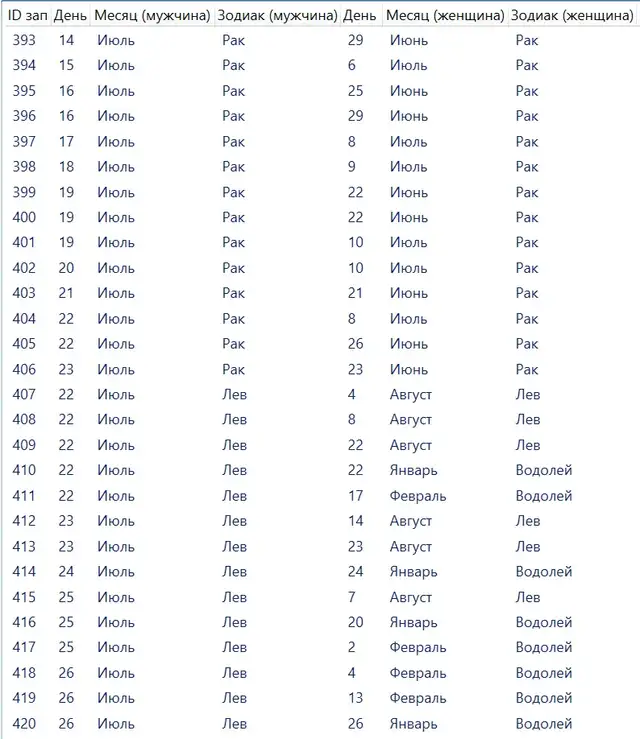 ID зап День Месяц (мужчина) Зодиак (мужчина) День Месяц (женщина) Зодиак (женщина)
393 14 Июль Рак 29 Июнь Рак
394 15 Июль Рак 6 Июль Рак
395 16 Июль Рак 25 Июнь Рак
396 16 Июль Рак 29 Июнь Рак
397 17 Июль Рак 8 Июль Рак
398 18 Июль Рак 9 Июль Рак
399 19 Июль Рак 22 Июнь Рак
400 19 Июль Рак 22 Июнь Рак
401 19 Июль Рак 10 Июль Рак
402 20 Июль Рак 10 Июль Рак
403 21 Июль Рак 21 Июнь Рак
404 22 Июль Рак 8 Июль Рак
405 22 Июль Рак 26 Июнь Рак
406 23 Июль Рак 23 Июнь Рак
407 22 Июль Лев 4 Август Лев
408 22 Июль Лев 8 Август Лев
409 22 Июль Лев 22 Август Лев
410 22 Июль Лев 22 Январь Водолей
411 22 Июль Лев 17 Февраль Водолей
412 23 Июль Лев 14 Август Лев
413 23 Июль Лев 23 Август Лев
414 24 Июль Лев 24 Январь Водолей
415 25 Июль Лев 7 Август Лев
416 25 Июль Лев 20 Январь Водолей
417 25 Июль Лев 2 Февраль Водолей
418 26 Июль Лев 4 Февраль Водолей
419 26 Июль Лев 13 Февраль Водолей
420 26 Июль Лев 26 Январь Водолей